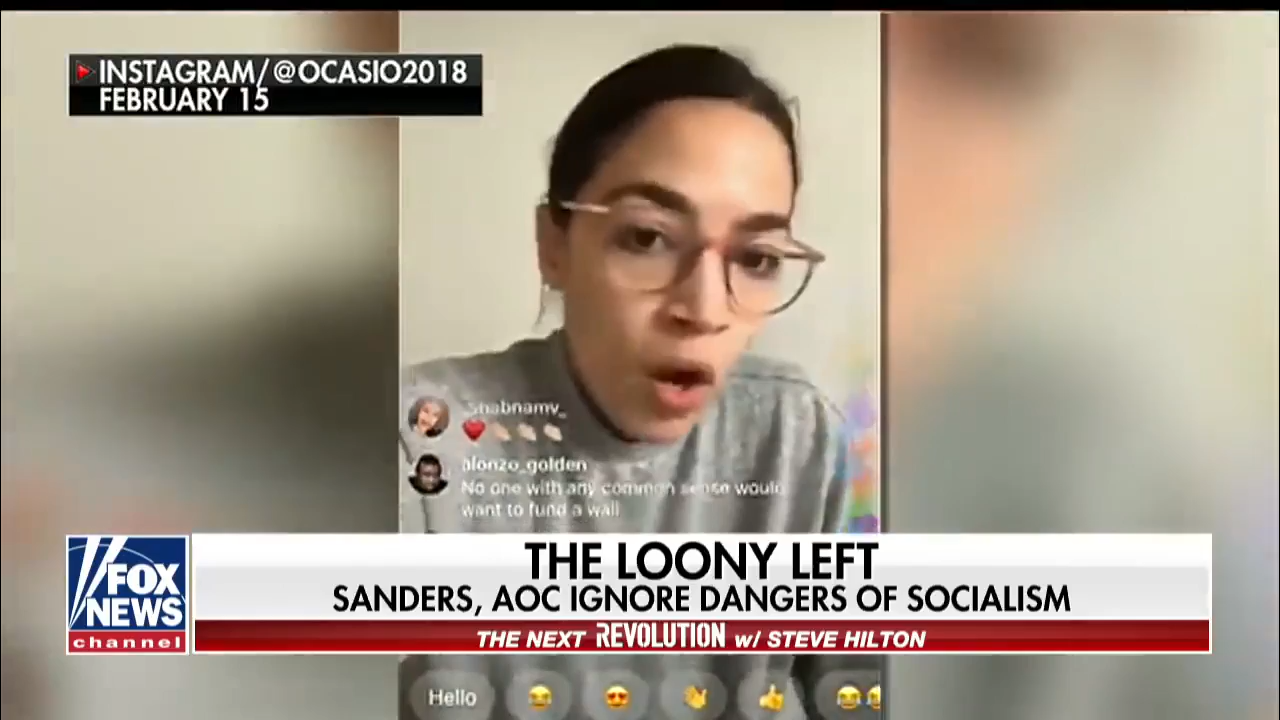 INSTAGRAM/@OCASIO2018
FEBRUARY 15
Shabnamv_
alonzo_golden
No one with any common sense would
want to fund a wall
THE LOONY LEFT
SANDERS, AOC IGNORE DANGERS OF SOCIALISM
FOX
NEWS
channel
THE NEXT REVOLUTION w/ STEVE HILTON
Hello